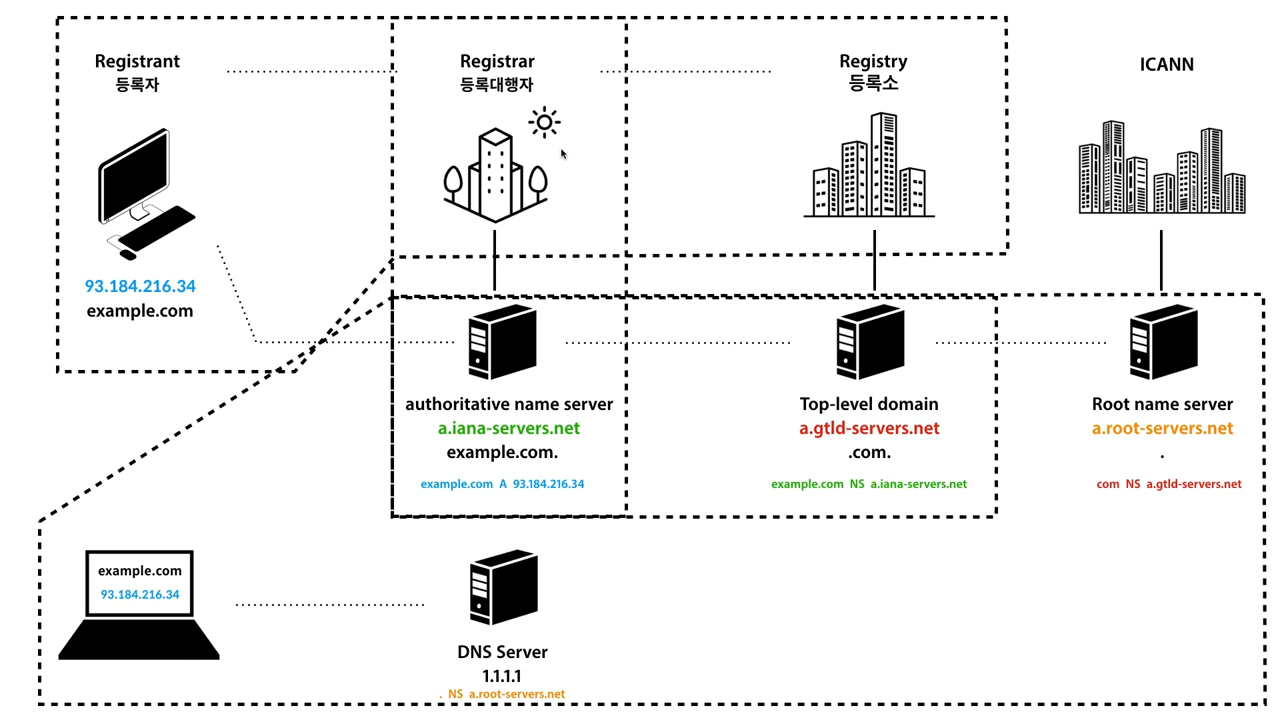 Registrant
등록자
Registrar
등록대행자
Registry
등록소
ICANN
93.184.216.34
example.com
authoritative name server
a.iana-servers.net
example.com.
example.com A 93.184.216.34
Top-level domain
a.gtld-servers.net
.com.
example.com NS a.iana-servers.net
Root name server
a.root-servers.net
.
com NS a.gtld-servers.net
example.com
93.184.216.34
DNS Server
1.1.1.1
. NS a.root-servers.net